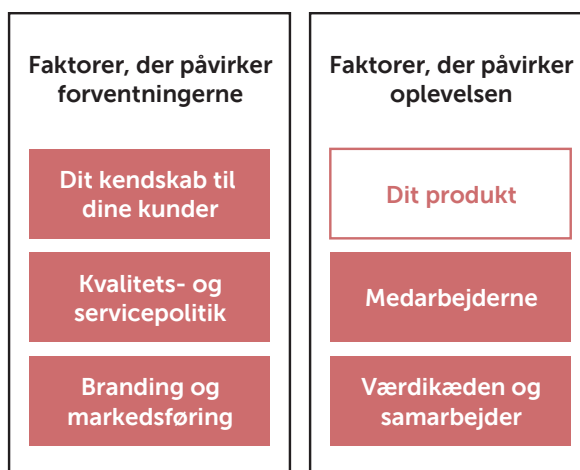 Faktorer, der påvirker
forventningerne
Dit kendskab til
dine kunder
Kvalitets- og
servicepolitik
Branding og
markedsføring
Faktorer, der påvirker
oplevelsen
Dit produkt
Medarbejderne
Værdikæden og
samarbejder